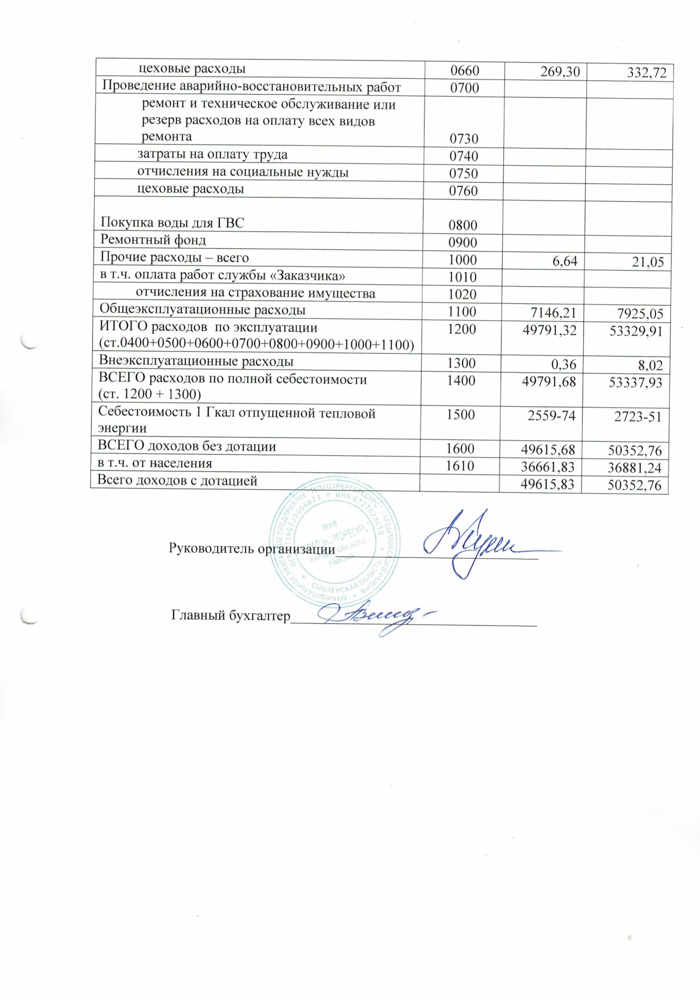 цеховые расходы 0660 269,30 332,72
Проведение аварийно-восстановительных работ 0700
ремонт и техническое обслуживание или
резерв расходов на оплату всех видов
ремонта 0730
затраты на оплату труда 0740
отчисления на социальные нужды 0750
цеховые расходы 0760
Покупка воды для ГВС 0800
Ремонтный фонд 0900
Прочие расходы – всего 1000 6,64 21,05
в т.ч. оплата работ службы «Заказчика» 1010
отчисления на страхование имущества 1020
Общеэксплуатационные расходы 1100 7146,21 7925,05
ИТОГО расходов по эксплуатации 1200 49791,32 53329,91
(ст.0400+0500+0600+0700+0800+0900+1000+1100)
Внеэксплуатационные расходы 1300 0,36 8,02
ВСЕГО расходов по полной себестоимости 1400 49791,68 53337,93
(ст. 1200 + 1300)
Себестоимость 1 Гкал отпущенной тепловой 1500 2559-74 2723-51
энергии
ВСЕГО доходов без дотации 1600 49615,68 50352,76
в т.ч. от населения 1610 36661,83 36881,24
Всего доходов с дотацией 49615,83 50352,76
МУНИЦИПАЛЬНОЕ УНИТАРНОЕ ПРЕДПРИЯТИЕ "ТЕПЛОЭНЕРГОРЕСУРС" КАРДЫМОВСКОГО РАЙОНА *
1166733066873 * ИНН 6727028610 * СМОЛЕНСКАЯ ОБЛАСТЬ *
МУП
"ТЕПЛОЭНЕРГОРЕСУРС"
КАРДЫМОВСКОГО
РАЙОНА
Руководитель организации
Главный бухгалтер